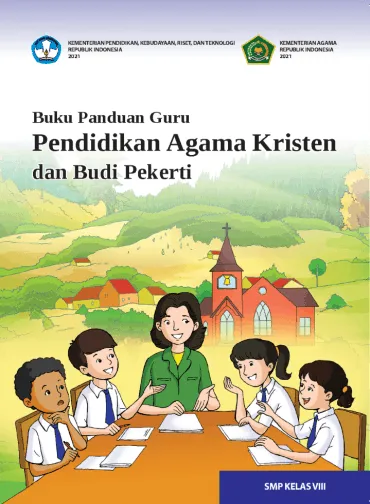 KEMENTERIAN PENDIDIKAN, KEBUDAYAAN, RISET, DAN TEKNOLOGI
REPUBLIK INDONESIA
2021
KEMENTERIAN AGAMA
REPUBLIK INDONESIA
2021
Buku Panduan Guru
Pendidikan Agama Kristen
dan Budi Pekerti
SMP KELAS VIII